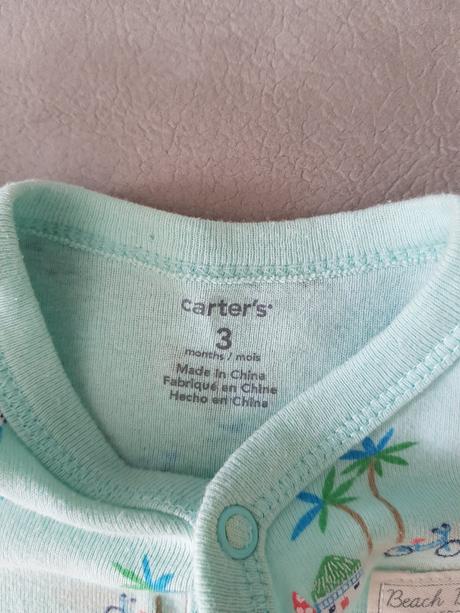 carter's
3
months / mois
Made in China
Fabriqué en Chine
Hecho en China
Beach